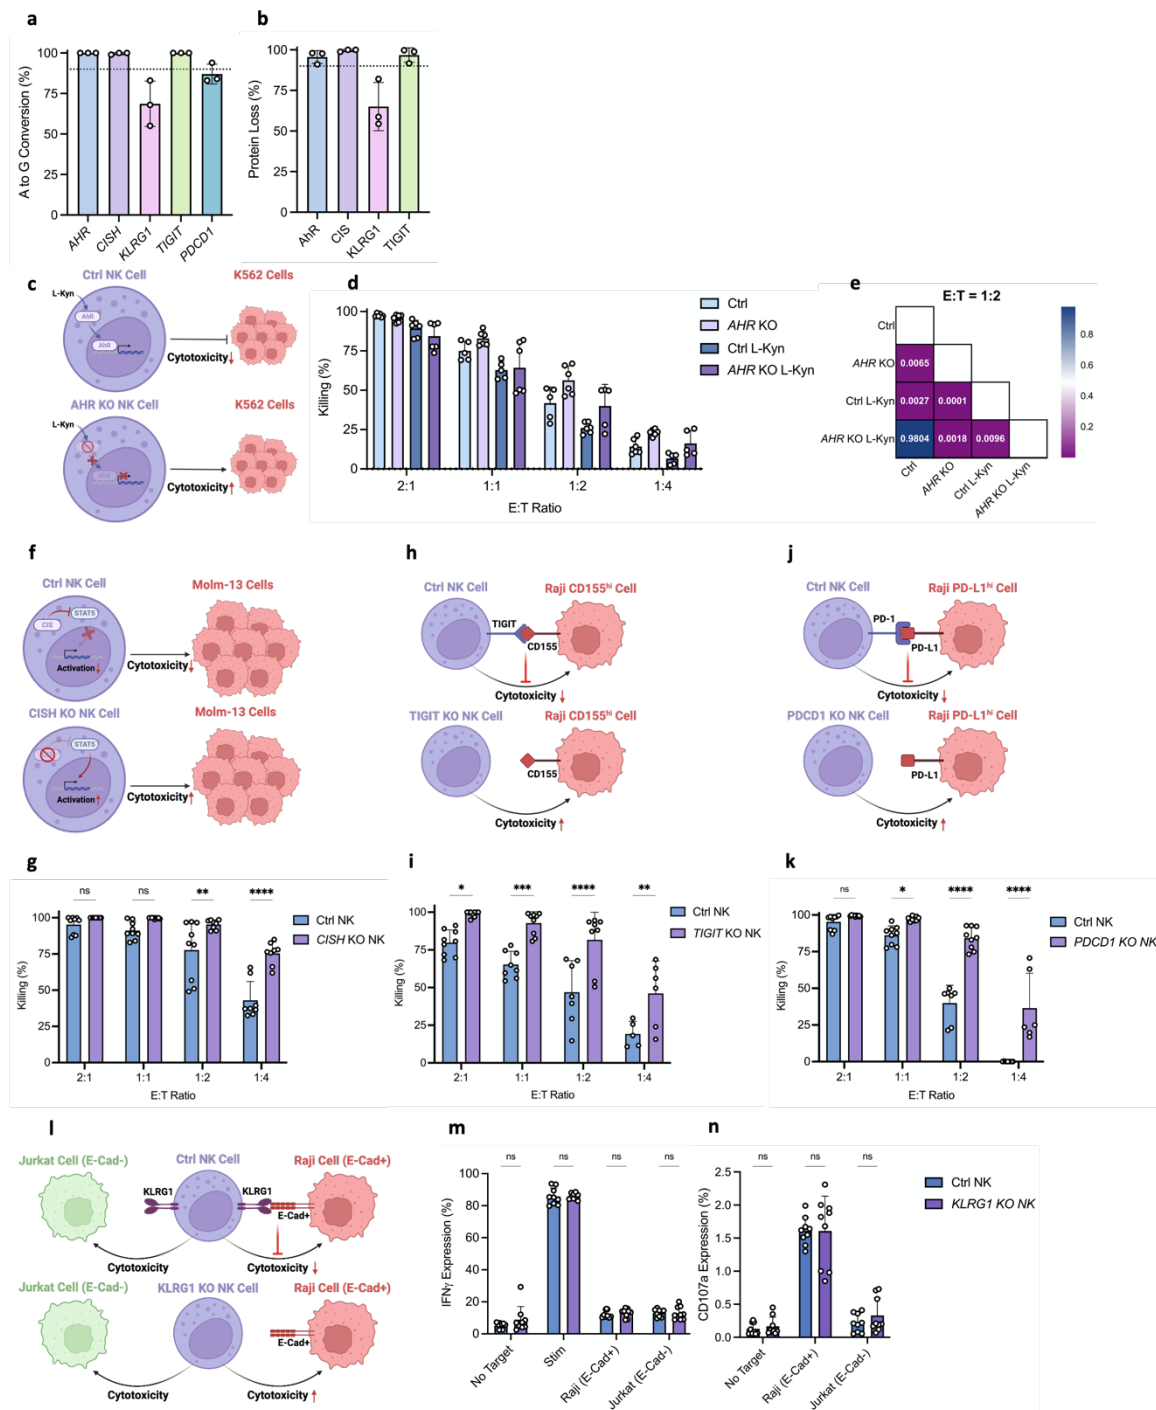 a
A to G Conversion (%)
100
75
50
25
0
AHR
CISH
KLRG1
TIGIT
PDCD1
b
Protein Loss (%)
100
75
50
25
0
AhR
CIS
KLRG1
TIGIT
c
Ctrl NK Cell
K562 Cells
L-Kyn
AhR
AhR
Cytotoxicity
AHR KO NK Cell
K562 Cells
L-Kyn
Cytotoxicity
d
Killing (%)
100
75
50
25
0
2:1
1:1
1:2
1:4
E:T Ratio
Ctrl
AHR KO
Ctrl L-Kyn
AHR KO L-Kyn
e
E:T = 1:2
Ctrl
AHR KO
0.0065
Ctrl L-Kyn
0.0027 0.0001
AHR KO L-Kyn
0.9804 0.0018 0.0096
Ctrl
AHR KO
Ctrl L-Kyn
AHR KO L-Kyn
0.8
0.6
0.4
0.2
f
Ctrl NK Cell
Molm-13 Cells
STAT5
CIS
Activation
Cytotoxicity
CISH KO NK Cell
Molm-13 Cells
STAT5
Activation
Cytotoxicity
h
Ctrl NK Cell
Raji CD155hi Cell
TIGIT
CD155
Cytotoxicity
TIGIT KO NK Cell
Raji CD155hi Cell
CD155
Cytotoxicity
j
Ctrl NK Cell
Raji PD-L1hi Cell
PD-1
PD-L1
Cytotoxicity
PDCD1 KO NK Cell
Raji PD-L1hi Cell
PD-L1
Cytotoxicity
g
ns ns ** ****
Killing (%)
100
75
50
25
0
2:1
1:1
1:2
1:4
E:T Ratio
Ctrl NK
CISH KO NK
i
* *** **** **
Killing (%)
100
75
50
25
0
2:1
1:1
1:2
1:4
E:T Ratio
Ctrl NK
TIGIT KO NK
k
ns * **** ****
Killing (%)
100
75
50
25
0
2:1
1:1
1:2
1:4
E:T Ratio
Ctrl NK
PDCD1 KO NK
l
Jurkat Cell (E-Cad-)
Ctrl NK Cell
Raji Cell (E-Cad+)
KLRG1
KLRG1
E-Cad+
Cytotoxicity
Cytotoxicity
Jurkat Cell (E-Cad-)
KLRG1 KO NK Cell
Raji Cell (E-Cad+)
E-Cad+
Cytotoxicity
Cytotoxicity
m
ns ns ns ns
IFNγ Expression (%)
100
80
60
40
20
0
No Target
Stim
Raji (E-Cad+)
Jurkat (E-Cad-)
n
ns ns ns
CD107a Expression (%)
2.5
2.0
1.5
1.0
0.5
0.0
No Target
Raji (E-Cad+)
Jurkat (E-Cad-)
Ctrl NK
KLRG1 KO NK